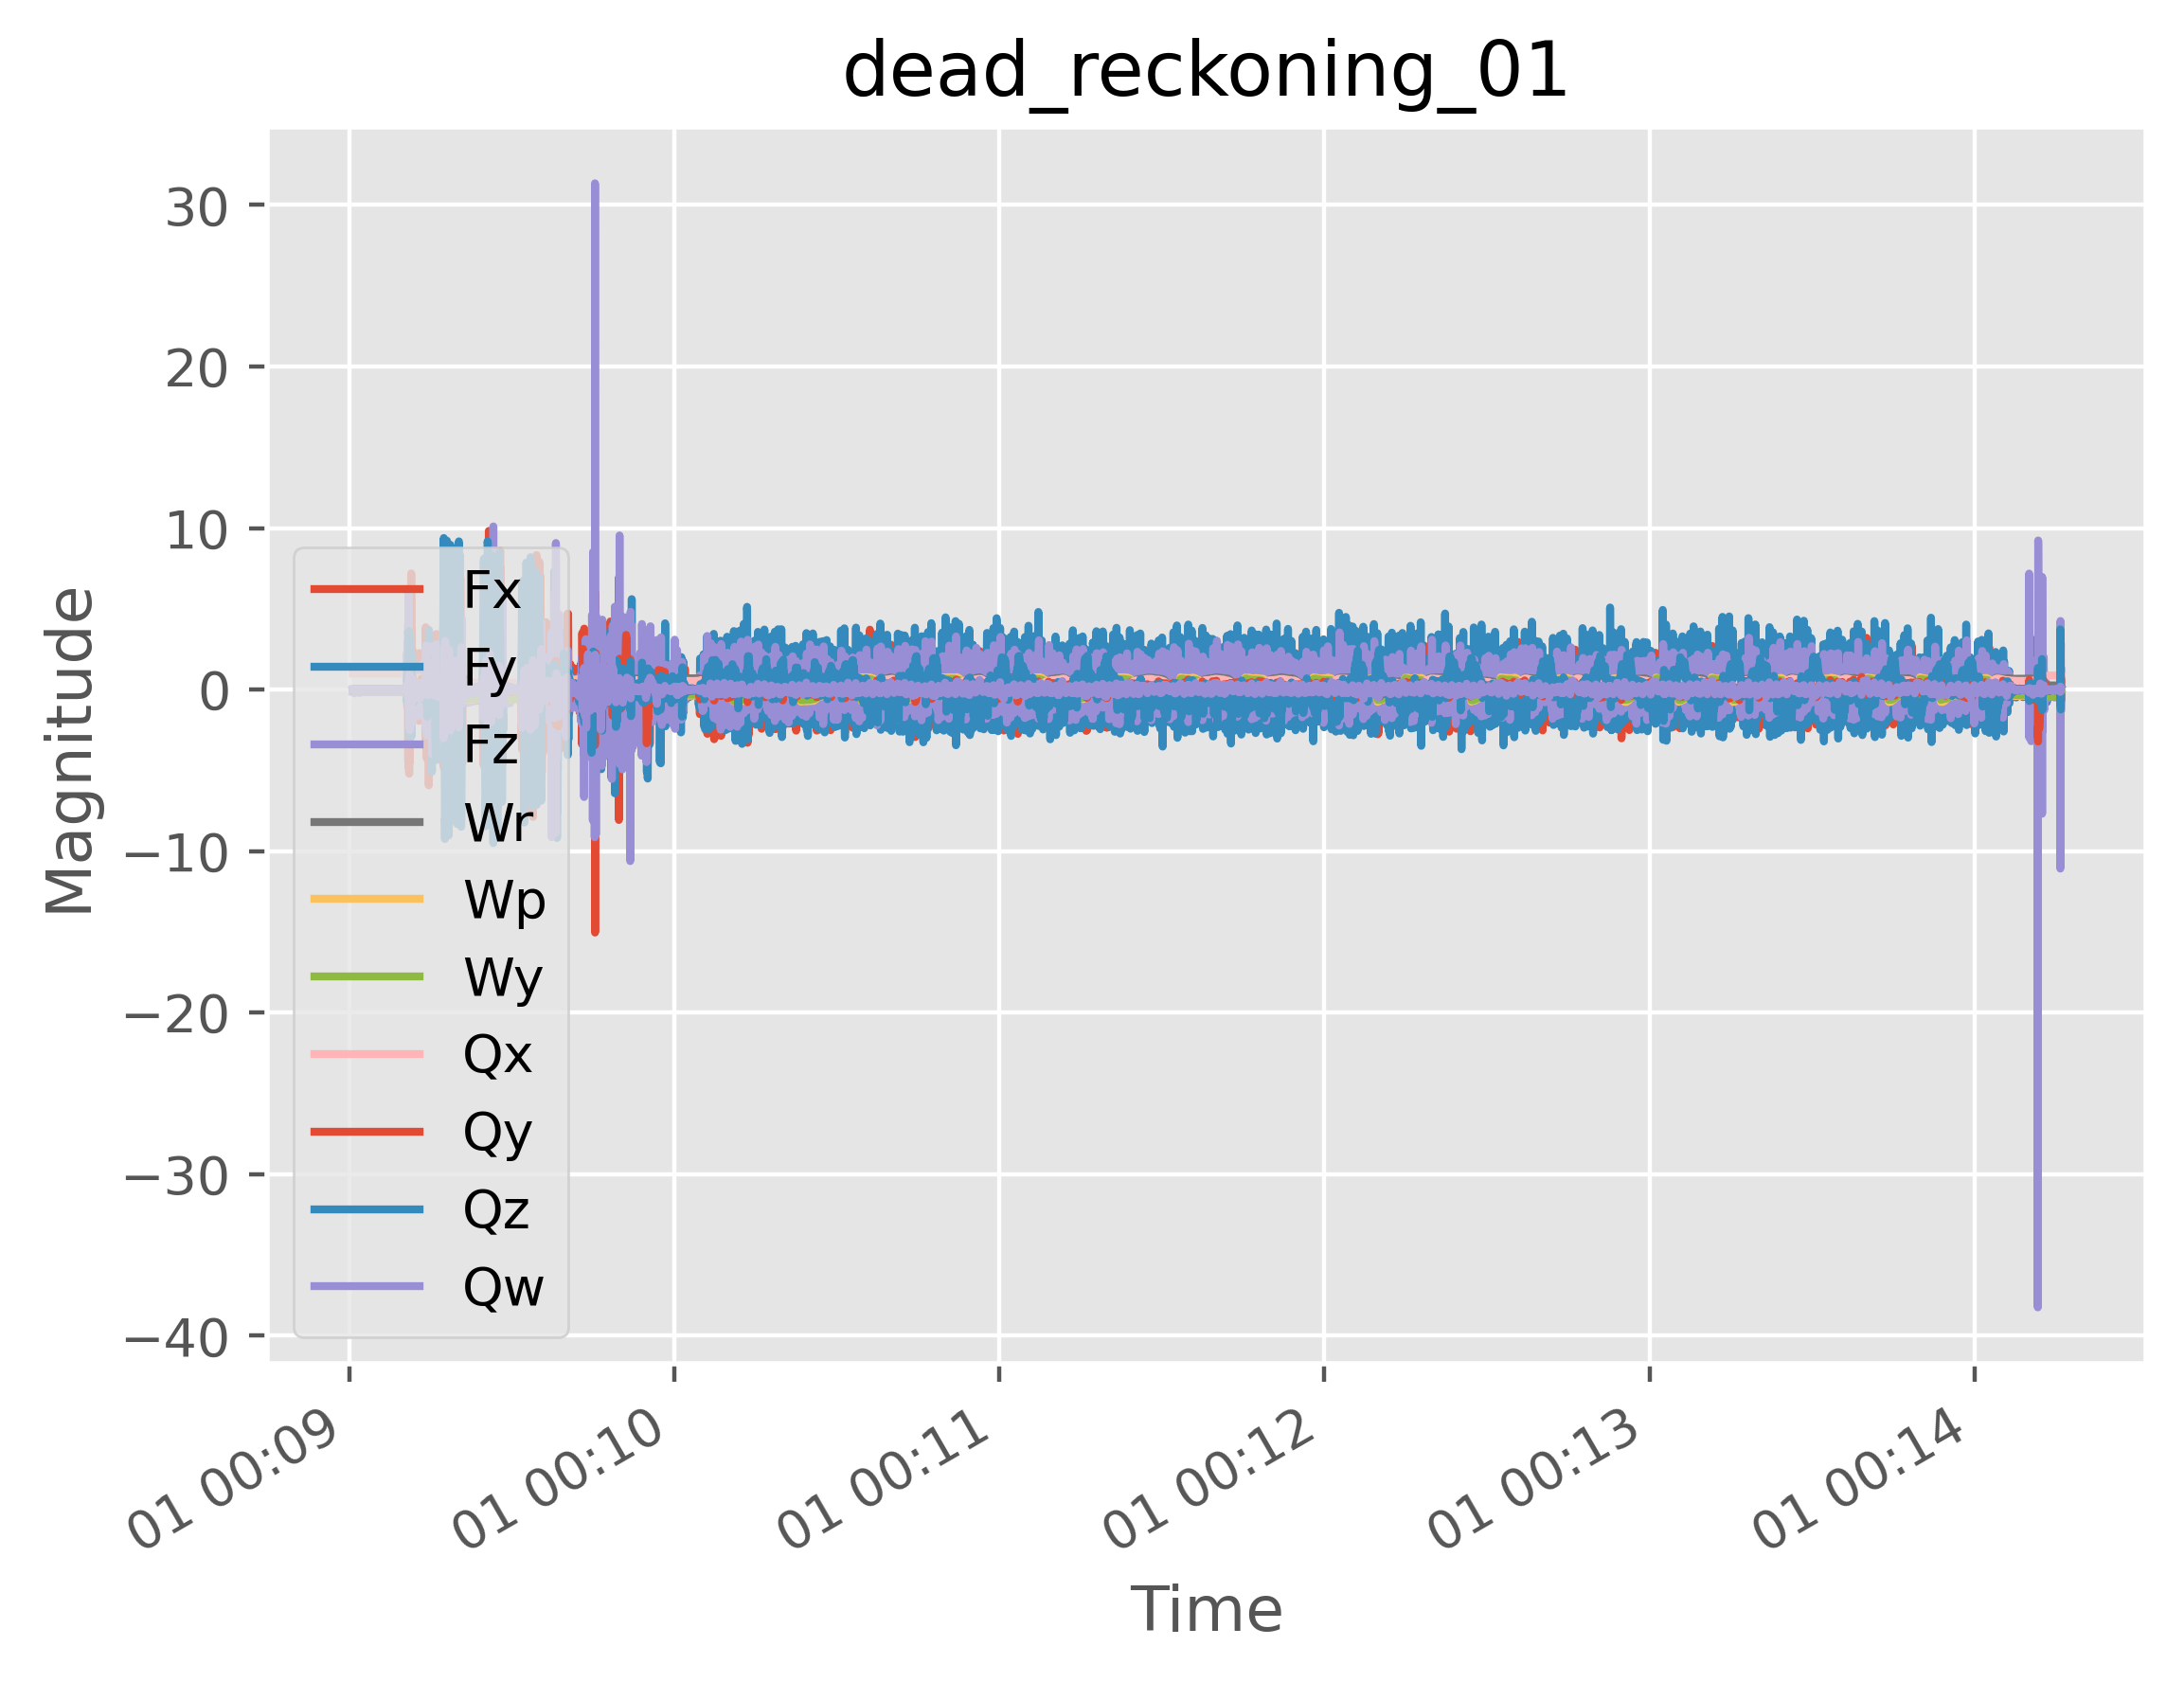 dead_reckoning_01
30
20
10
0
−10
−20
−30
−40
Magnitude
Fx
Fy
Fz
Wr
Wp
Wy
Qx
Qy
Qz
Qw
01 00:09
01 00:10
01 00:11
01 00:12
01 00:13
01 00:14
Time